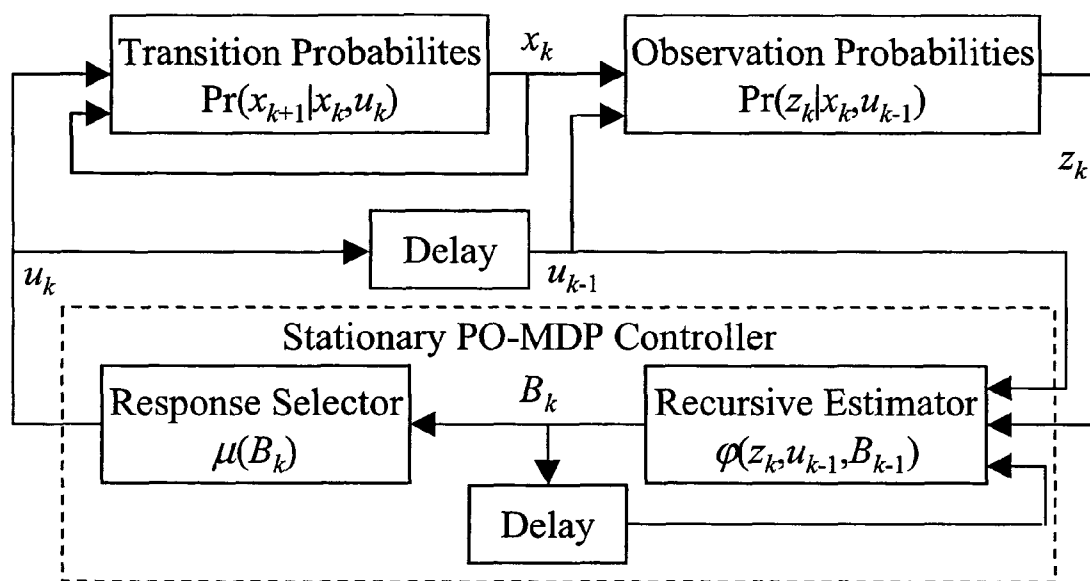 Transition Probabilites
Pr(x_{k+1}|x_k,u_k)
x_k
Observation Probabilities
Pr(z_k|x_k,u_{k-1})
z_k
Delay
u_k
u_{k-1}
Stationary PO-MDP Controller
Response Selector
μ(B_k)
B_k
Recursive Estimator
φ(z_k,u_{k-1},B_{k-1})
Delay